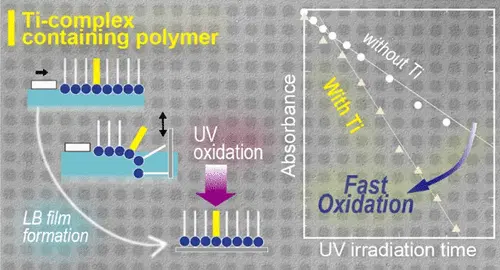 Ti-complex
containing polymer
UV
oxidation
LB film
formation
Absorbance
without Ti
With Ti
Fast
Oxidation
UV irradiation time